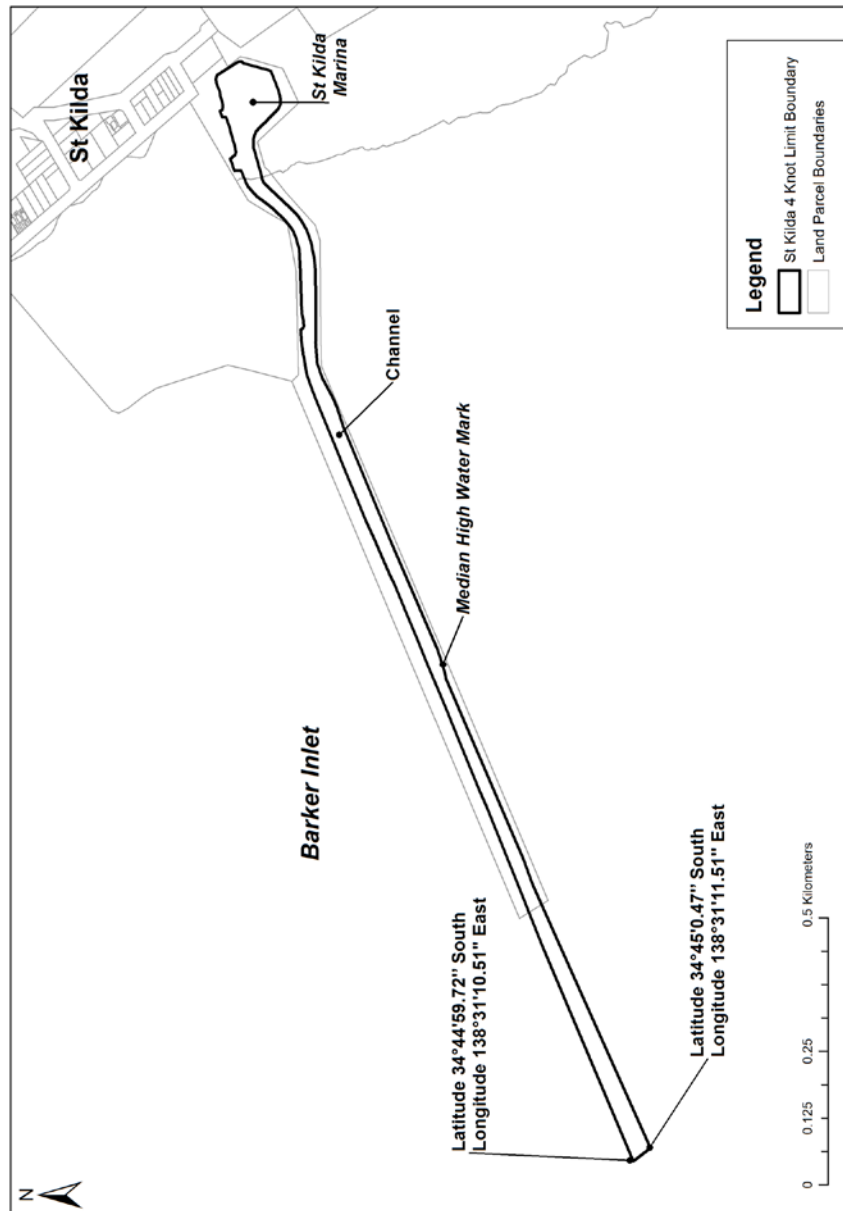 N
St Kilda
St Kilda
Marina
Channel
Median High Water Mark
Barker Inlet
Latitude 34°44'59.72" South
Longitude 138°31'10.51" East
Latitude 34°45'0.47" South
Longitude 138°31'11.51" East
0 0.125 0.25 0.5 Kilometers
Legend
St Kilda 4 Knot Limit Boundary
Land Parcel Boundaries